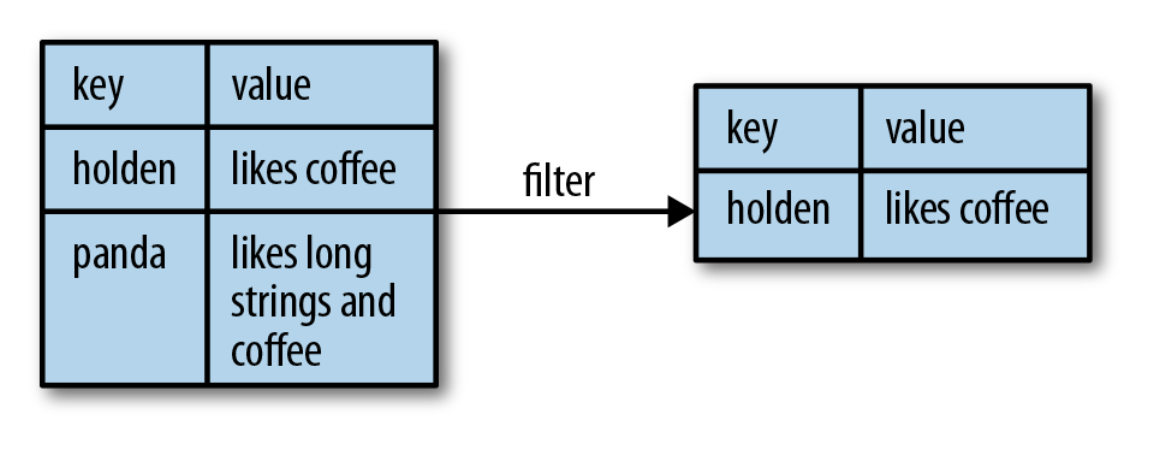 key value
holden likes coffee
panda likes long
strings and
coffee
filter
key value
holden likes coffee